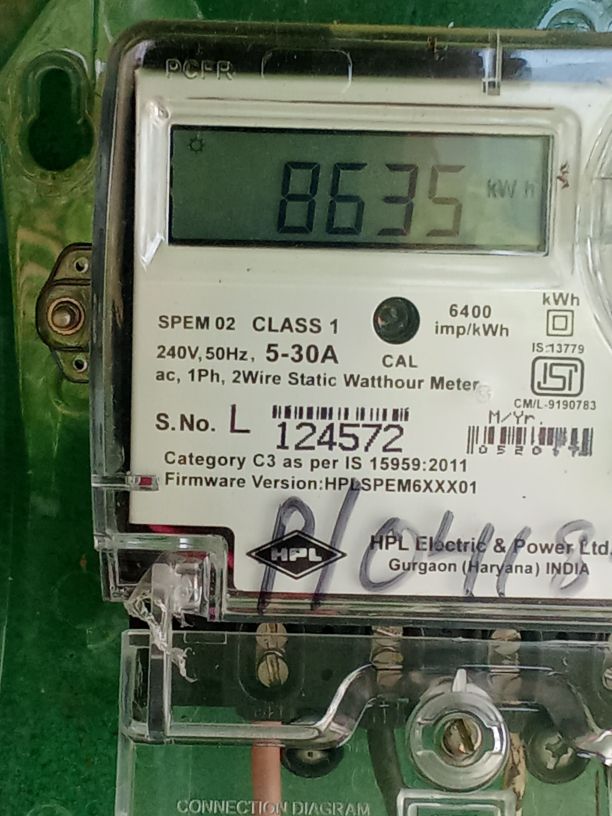 8635 kWh
SPEM 02 CLASS 1
240V, 50Hz, 5-30A
CAL
6400
imp/kWh
kWh
IS:13779
ac, 1Ph, 2Wire Static Watthour Meter
CM/L-9190783
S.No. L 124572
M/Yr.
Category C3 as per IS 15959:2011
Firmware Version:HPLSPEM6XXX01
HPL
HPL Electric & Power Ltd.
Gurgaon (Haryana) INDIA
CONNECTION DIAGRAM